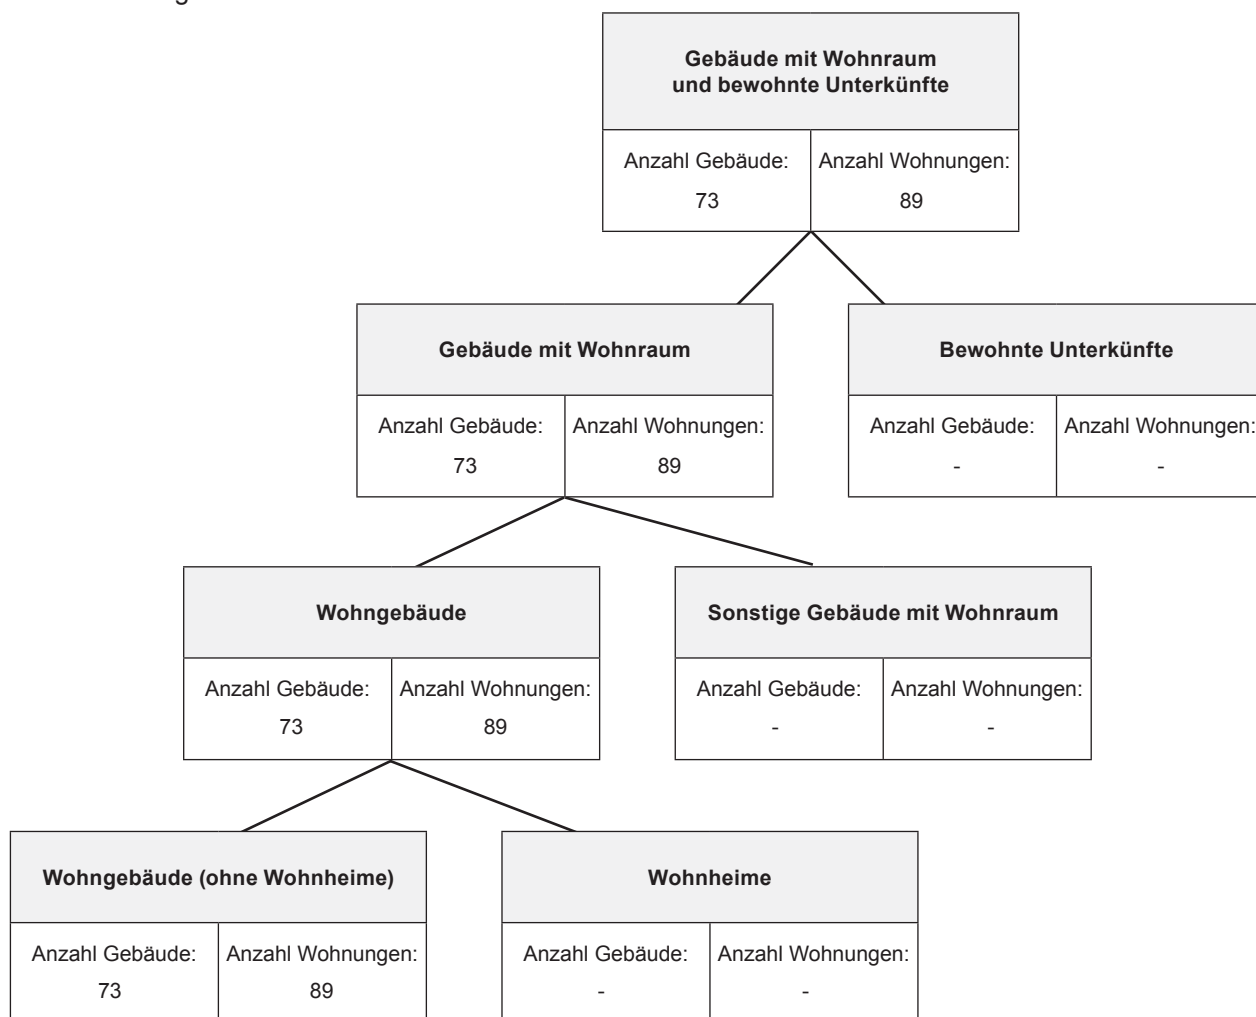 Gebäude mit Wohnraum
und bewohnte Unterkünfte
Anzahl Gebäude: Anzahl Wohnungen:
73 89
Gebäude mit Wohnraum Bewohnte Unterkünfte
Anzahl Gebäude: Anzahl Wohnungen: Anzahl Gebäude: Anzahl Wohnungen:
73 89 - -
Wohngebäude Sonstige Gebäude mit Wohnraum
Anzahl Gebäude: Anzahl Wohnungen: Anzahl Gebäude: Anzahl Wohnungen:
73 89 - -
Wohngebäude (ohne Wohnheime) Wohnheime
Anzahl Gebäude: Anzahl Wohnungen: Anzahl Gebäude: Anzahl Wohnungen:
73 89 - -